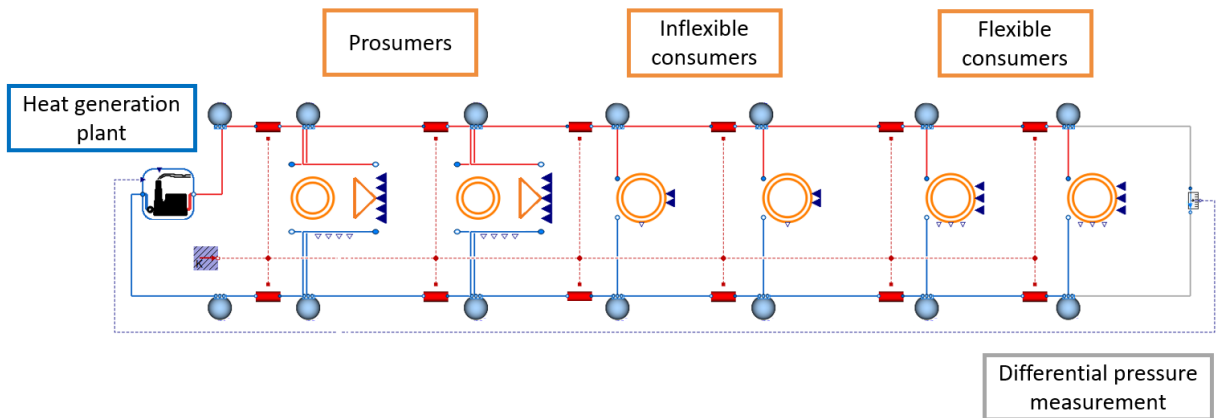 Prosumers
Inflexible
consumers
Flexible
consumers
Heat generation
plant
K
Differential pressure
measurement